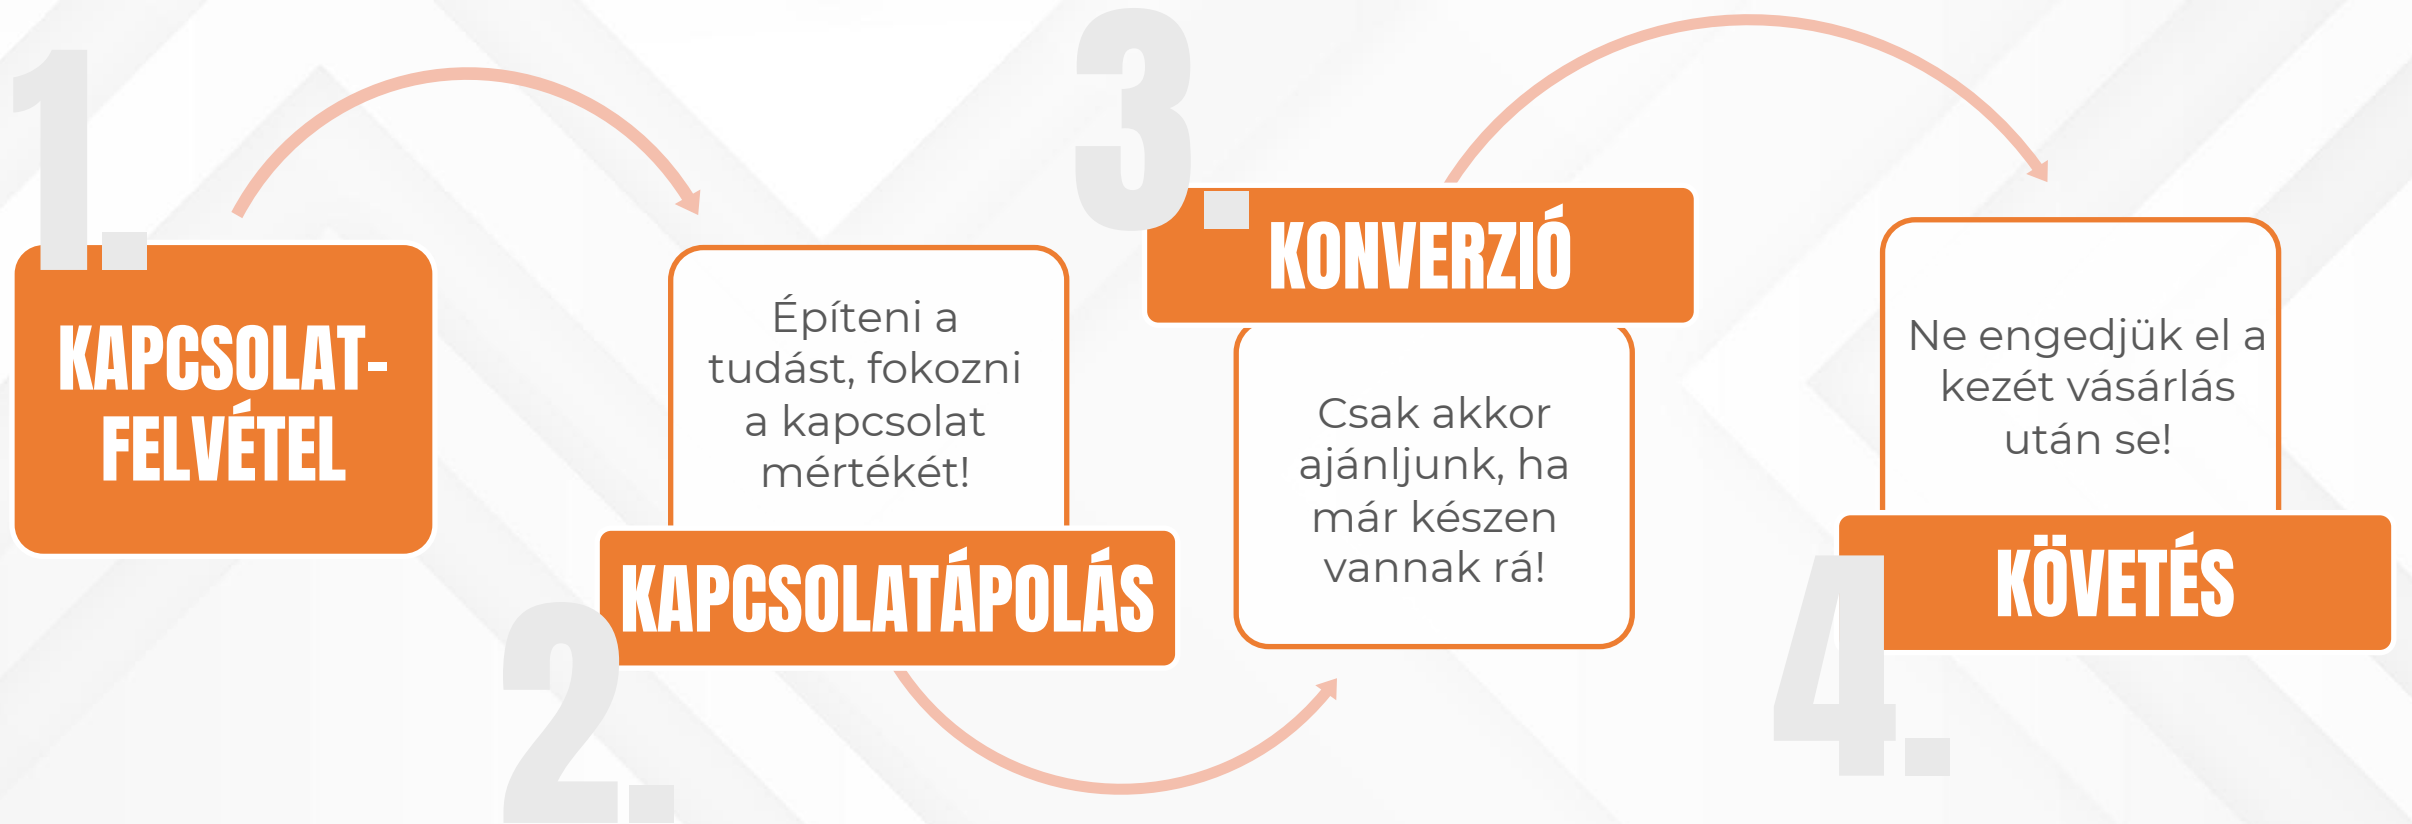 1.
KAPCSOLAT-
FELVÉTEL
Építeni a
tudást, fokozni
a kapcsolat
mértékét!
2.
KAPCSOLATÁPOLÁS
3.
KONVERZIÓ
Csak akkor
ajánljunk, ha
már készen
vannak rá!
Ne engedjük el a
kezét vásárlás
után se!
4.
KÖVETÉS